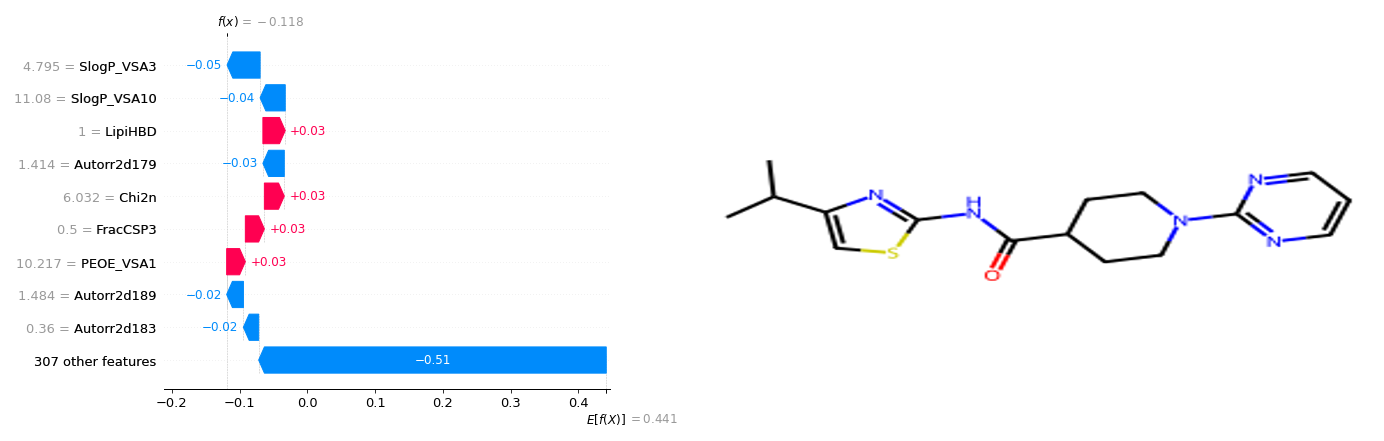 f(x) = −0.118
4.795 = SlogP_VSA3
−0.05
11.08 = SlogP_VSA10
−0.04
1 = LipiHBD
+0.03
1.414 = Autorr2d179
−0.03
6.032 = Chi2n
+0.03
0.5 = FracCSP3
+0.03
10.217 = PEOE_VSA1
+0.03
1.484 = Autorr2d189
−0.02
0.36 = Autorr2d183
−0.02
307 other features
−0.51
−0.2 −0.1 0.0 0.1 0.2 0.3 0.4
E[f(X)] = 0.441
N
S
H
N
O
N
N
N